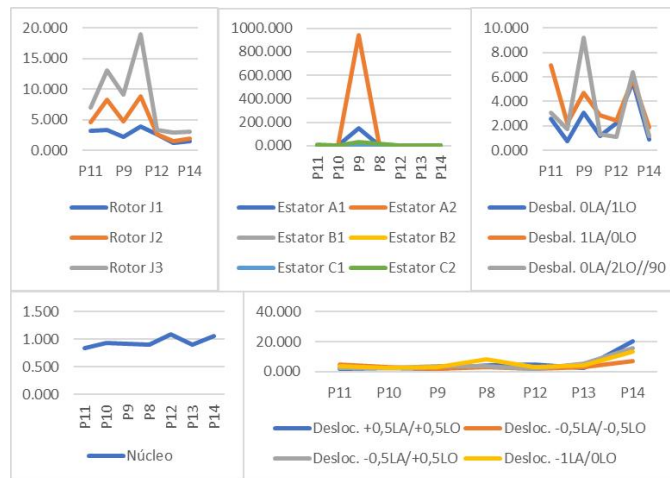 20.000
15.000
10.000
5.000
0.000
P11 P9 P12 P14
Rotor J1
Rotor J2
Rotor J3
1000.000
800.000
600.000
400.000
200.000
0.000
P11 P10 P9 P8 P12 P13 P14
Estator A1 Estator A2
Estator B1 Estator B2
Estator C1 Estator C2
10.000
8.000
6.000
4.000
2.000
0.000
P11 P9 P12 P14
Desbal. 0LA/1LO
Desbal. 1LA/0LO
Desbal. 0LA/2LO//90
1.500
1.000
0.500
0.000
P11 P10 P9 P8 P12 P13 P14
Núcleo
40.000
20.000
0.000
P11 P10 P9 P8 P12 P13 P14
Desloc. +0,5LA/+0,5LO Desloc. -0,5LA/-0,5LO
Desloc. -0,5LA/+0,5LO Desloc. -1LA/0LO